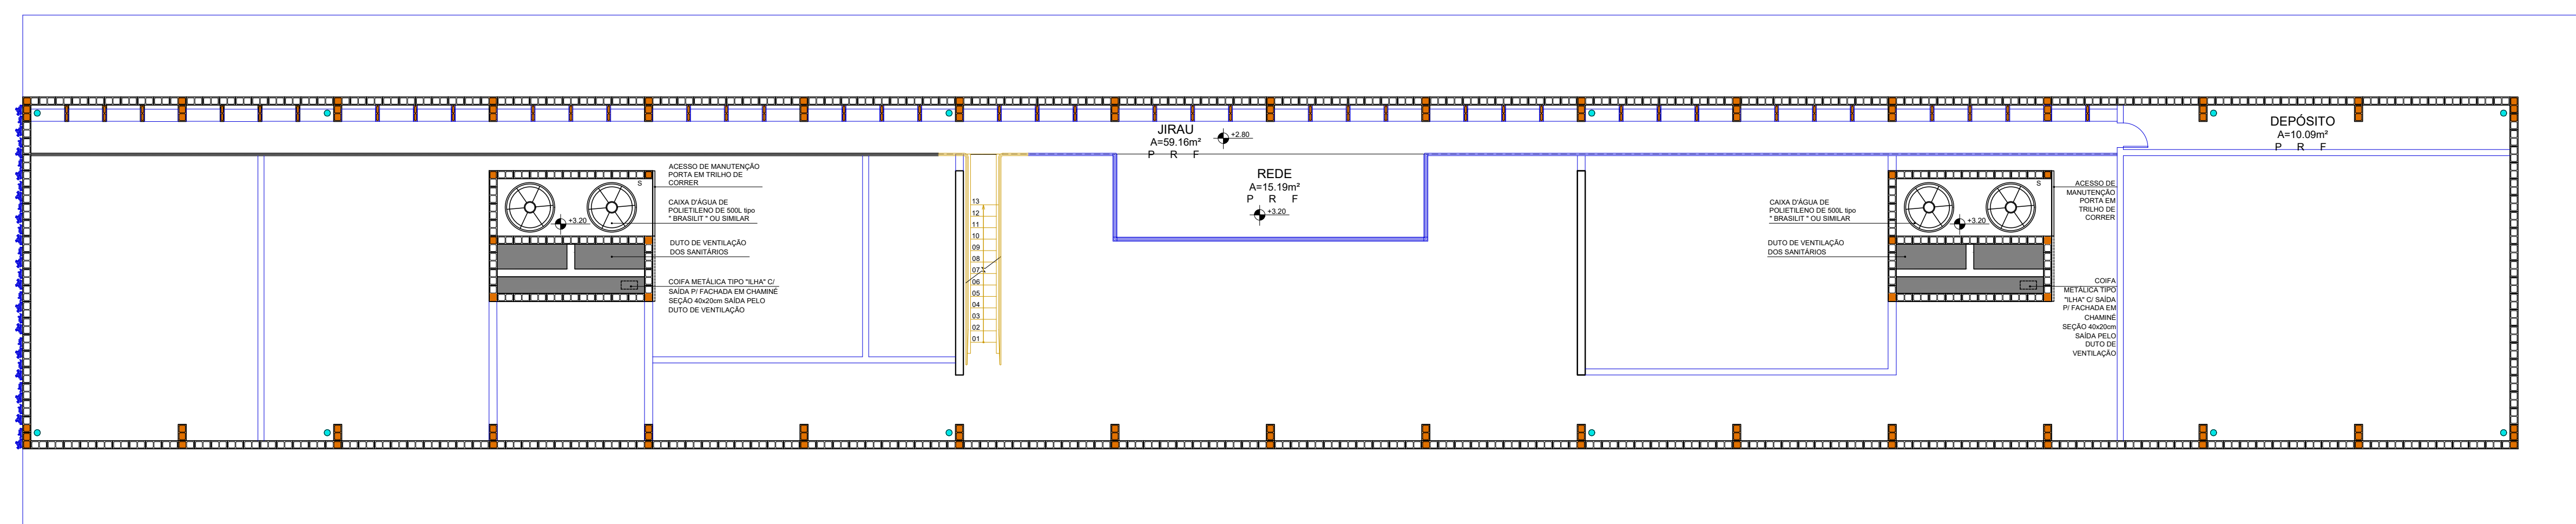 JIRAU
A=59.16m²
P R F
+2.80
DEPÓSITO
A=10.09m²
P R F
REDE
A=15.19m²
P R F
+3.20
ACESSO DE MANUTENÇÃO
PORTA EM TRILHO DE
CORRER
S
CAIXA D'ÁGUA DE
POLIETILENO DE 500L tipo
" BRASILIT " OU SIMILAR
+3.20
DUTO DE VENTILAÇÃO
DOS SANITÁRIOS
COIFA METÁLICA TIPO "ILHA" C/
SAÍDA P/ FACHADA EM CHAMINÉ
SEÇÃO 40x20cm SAÍDA PELO
DUTO DE VENTILAÇÃO
13
12
11
10
09
08
07
06
05
04
03
02
01
CAIXA D'ÁGUA DE
POLIETILENO DE 500L tipo
" BRASILIT " OU SIMILAR
DUTO DE VENTILAÇÃO
DOS SANITÁRIOS
S
+3.20
ACESSO DE
MANUTENÇÃO
PORTA EM
TRILHO DE
CORRER
COIFA
METÁLICA TIPO
"ILHA" C/ SAÍDA
P/ FACHADA EM
CHAMINÉ
SEÇÃO 40x20cm
SAÍDA PELO
DUTO DE
VENTILAÇÃO